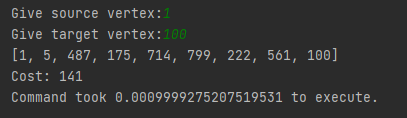 Give source vertex:1
Give target vertex:100
[1, 5, 487, 175, 714, 799, 222, 561, 100]
Cost: 141
Command took 0.0009999275207519531 to execute.